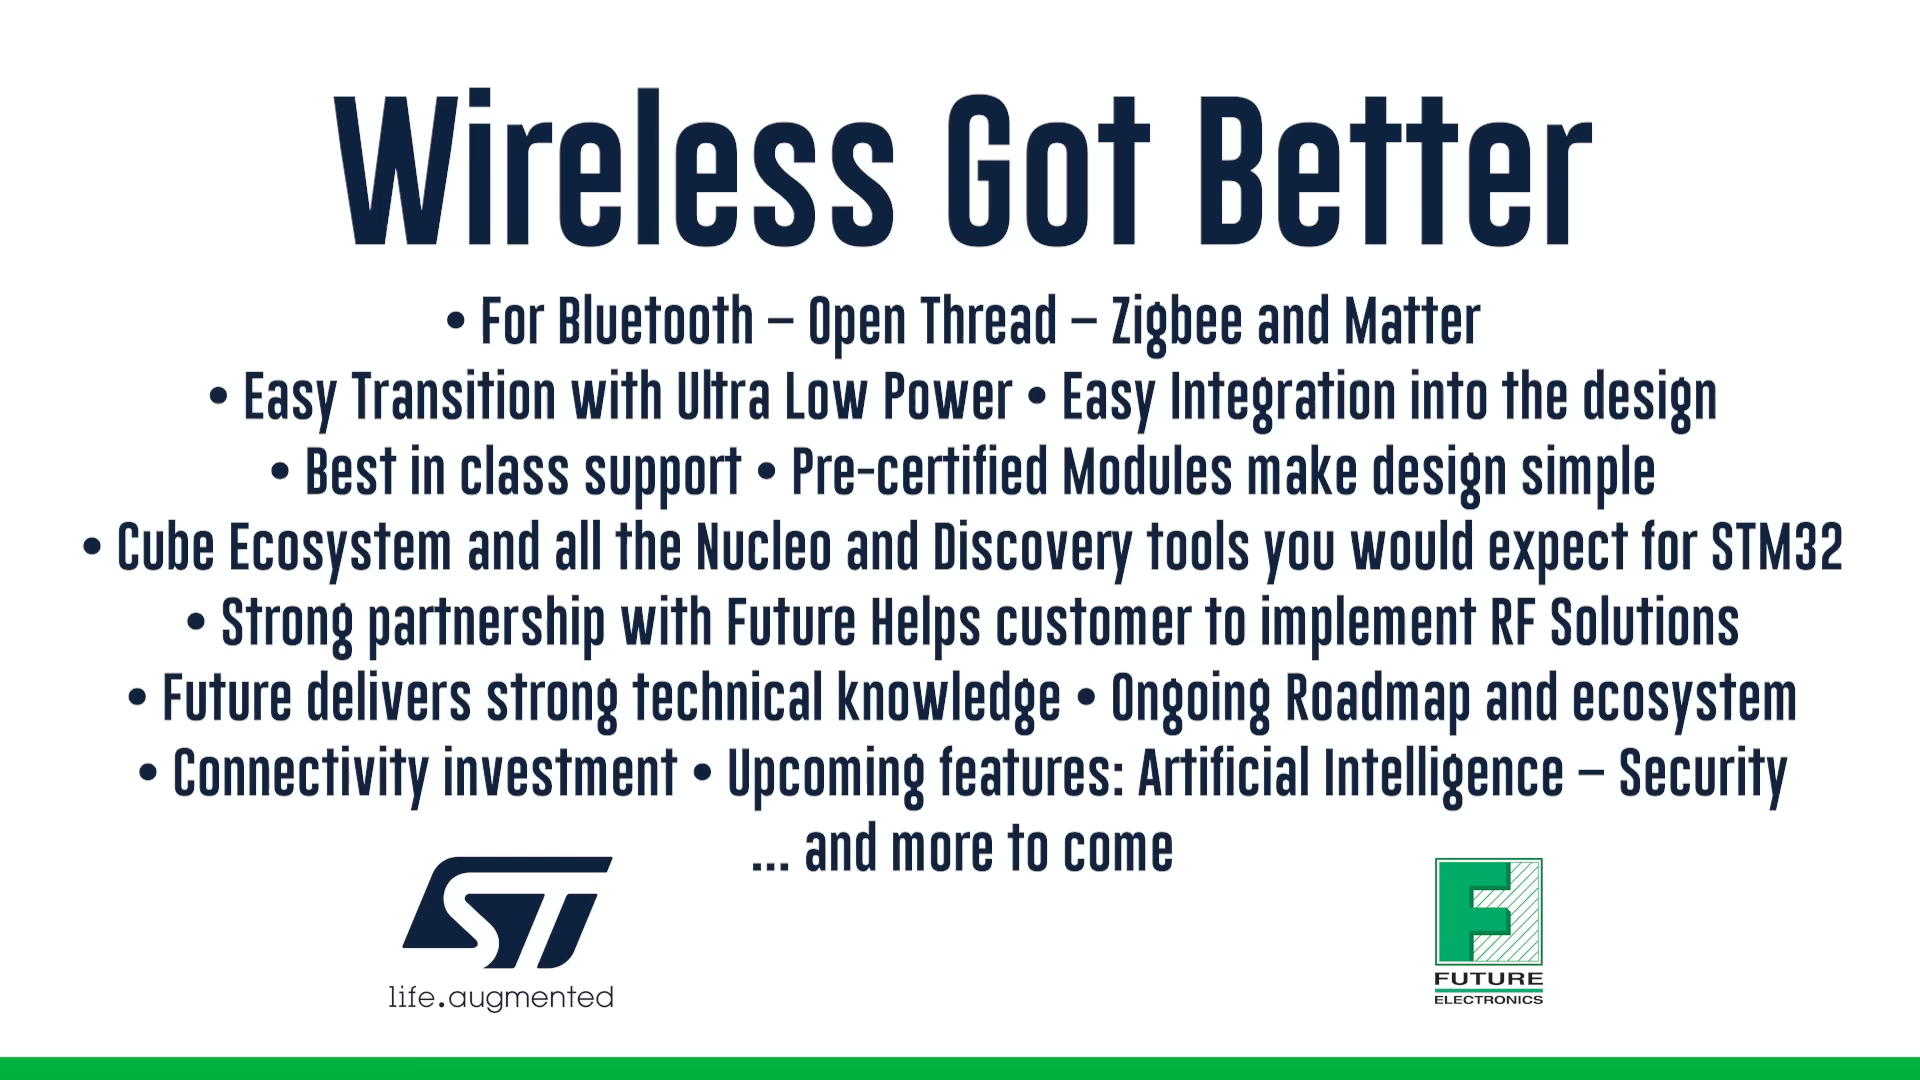 Wireless Got Better
• For Bluetooth – Open Thread – Zigbee and Matter
• Easy Transition with Ultra Low Power • Easy Integration into the design
• Best in class support • Pre-certified Modules make design simple
• Cube Ecosystem and all the Nucleo and Discovery tools you would expect for STM32
• Strong partnership with Future Helps customer to implement RF Solutions
• Future delivers strong technical knowledge • Ongoing Roadmap and ecosystem
• Connectivity investment • Upcoming features: Artificial Intelligence – Security
... and more to come
ST
life.augmented
F
FUTURE
ELECTRONICS